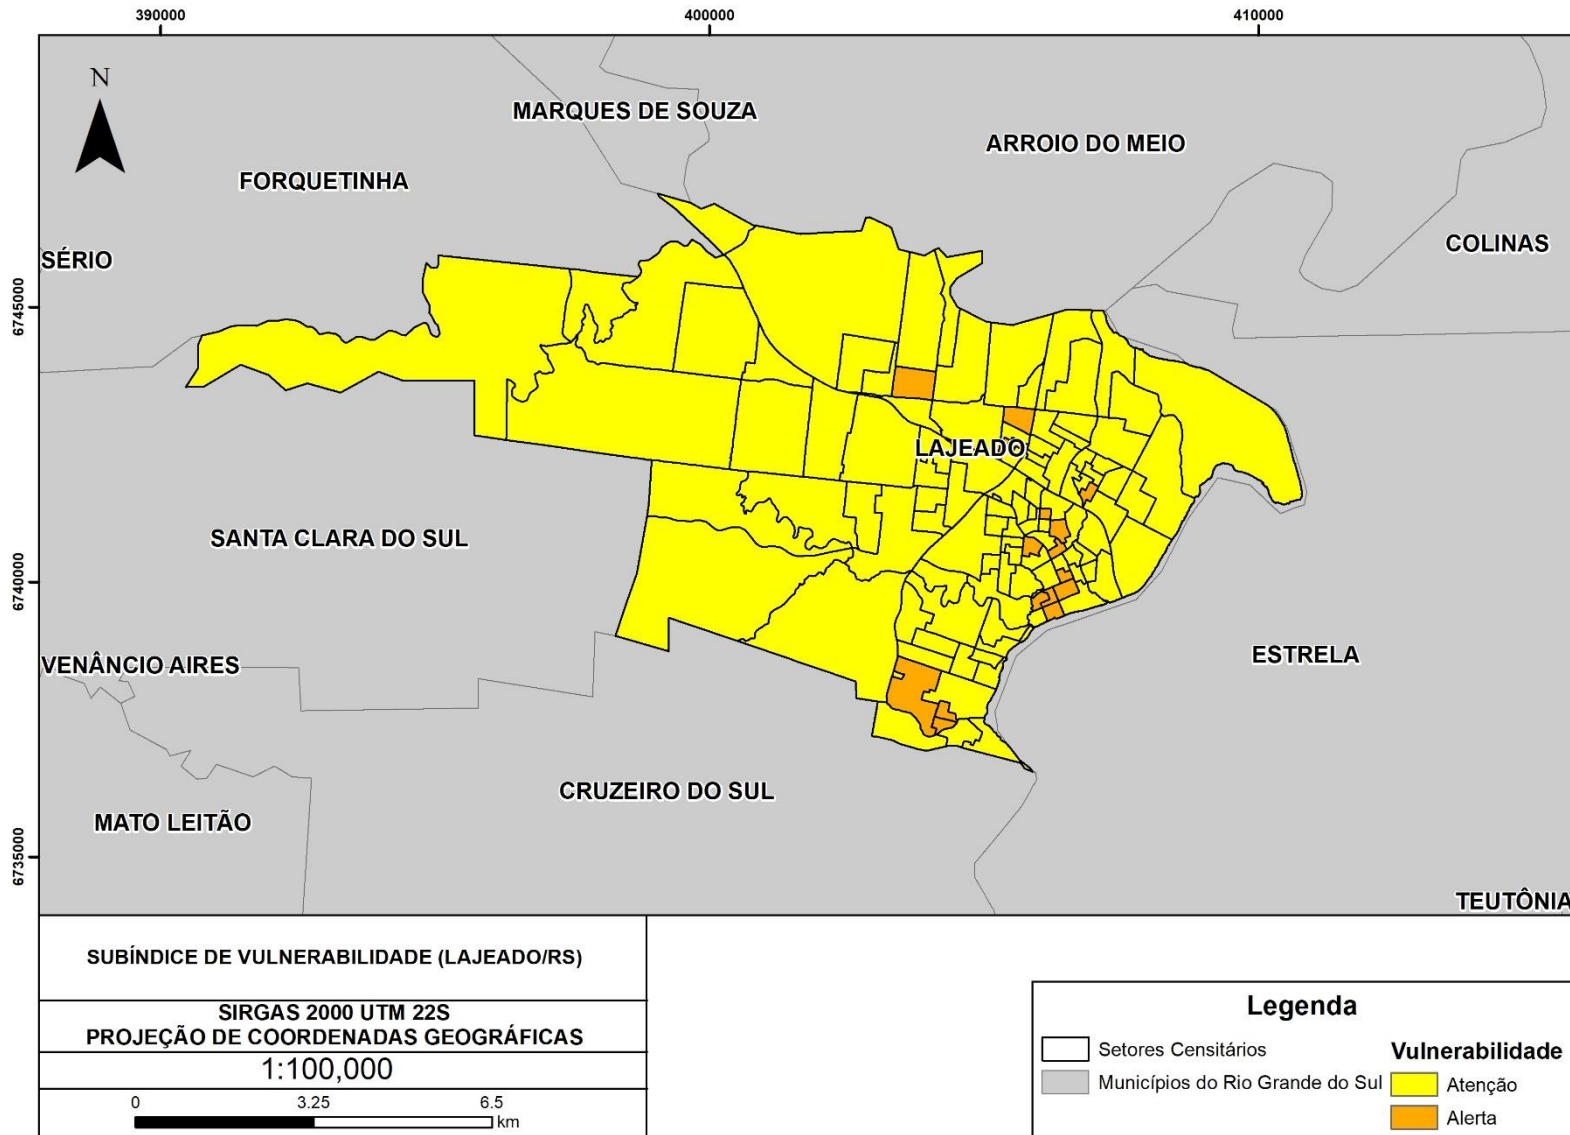 390000
400000
410000
N
MARQUES DE SOUZA
ARROIO DO MEIO
FORQUETINHA
COLINAS
SÉRIO
6745000
LAJEADO
SANTA CLARA DO SUL
6740000
ESTRELA
VENÂNCIO AIRES
CRUZEIRO DO SUL
MATO LEITÃO
6735000
TEUTÔNIA
SUBÍNDICE DE VULNERABILIDADE (LAJEADO/RS)
SIRGAS 2000 UTM 22S
PROJEÇÃO DE COORDENADAS GEOGRÁFICAS
1:100,000
0 3.25 6.5
km
Legenda
Setores Censitários
Municípios do Rio Grande do Sul
Vulnerabilidade
Atenção
Alerta